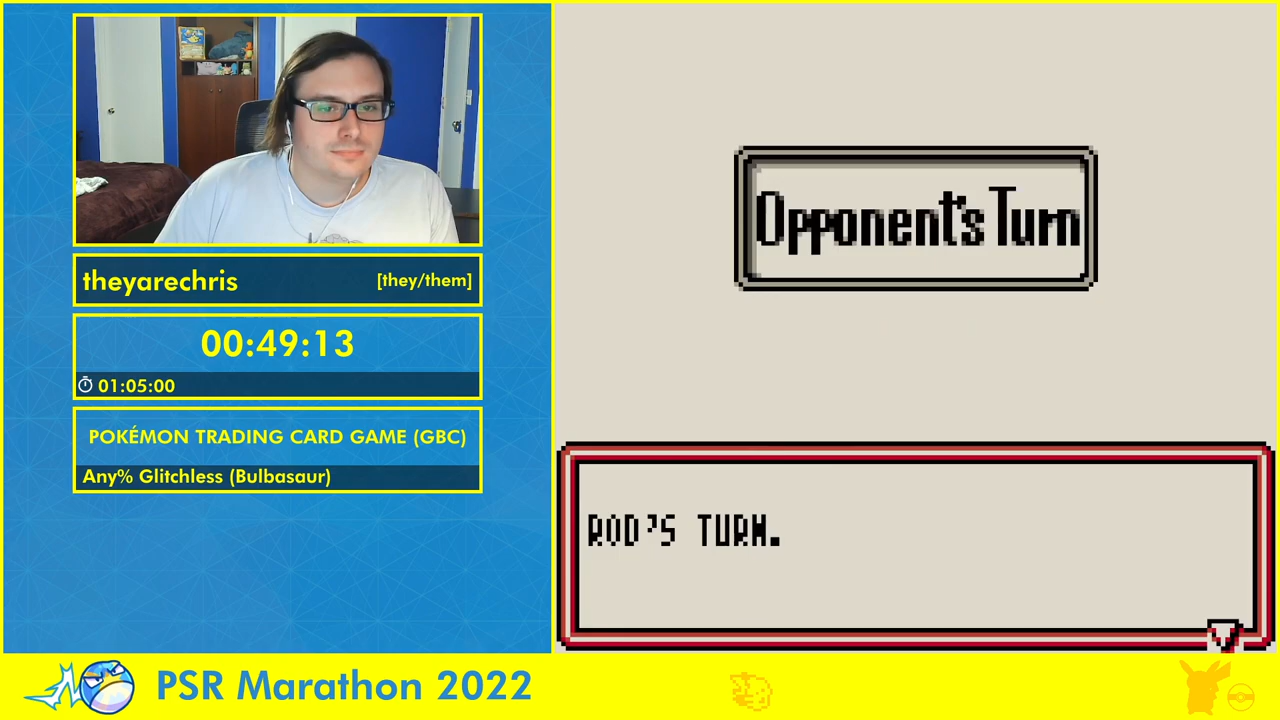 theyarechris [they/them]
00:49:13
01:05:00
POKÉMON TRADING CARD GAME (GBC)
Any% Glitchless (Bulbasaur)
Opponent's Turn
ROD'S TURN.
PSR Marathon 2022